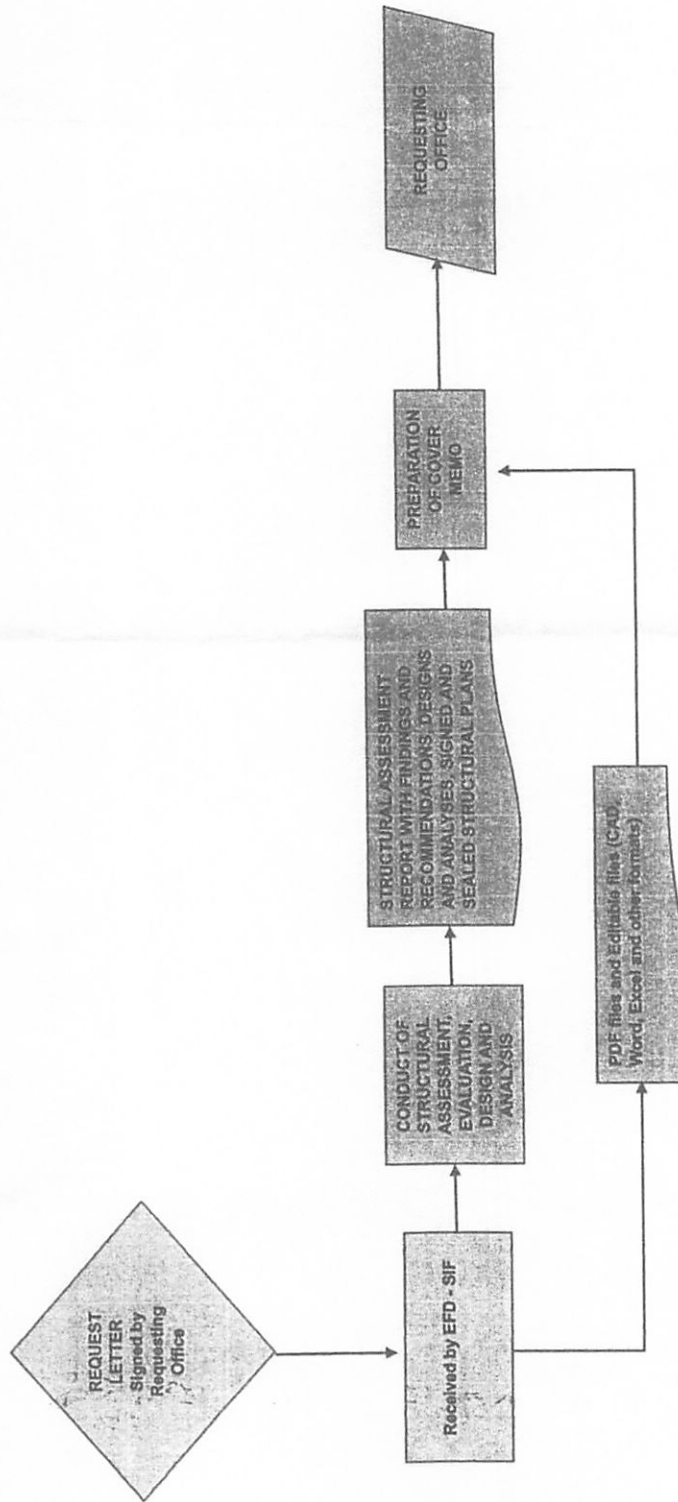 REQUEST
LETTER
Signed by
Requesting
Office
Received by EFD - SIF
CONDUCT OF
STRUCTURAL
ASSESSMENT,
EVALUATION,
DESIGN AND
ANALYSIS
STRUCTURAL ASSESSMENT
REPORT WITH FINDINGS AND
RECOMMENDATIONS, DESIGNS
AND ANALYSES, SIGNED AND
SEALED STRUCTURAL PLANS
PREPARATION
OF COVER
MEMO
REQUESTING
OFFICE
PDF files and Editable files (CAD,
Word, Excel and other formats)